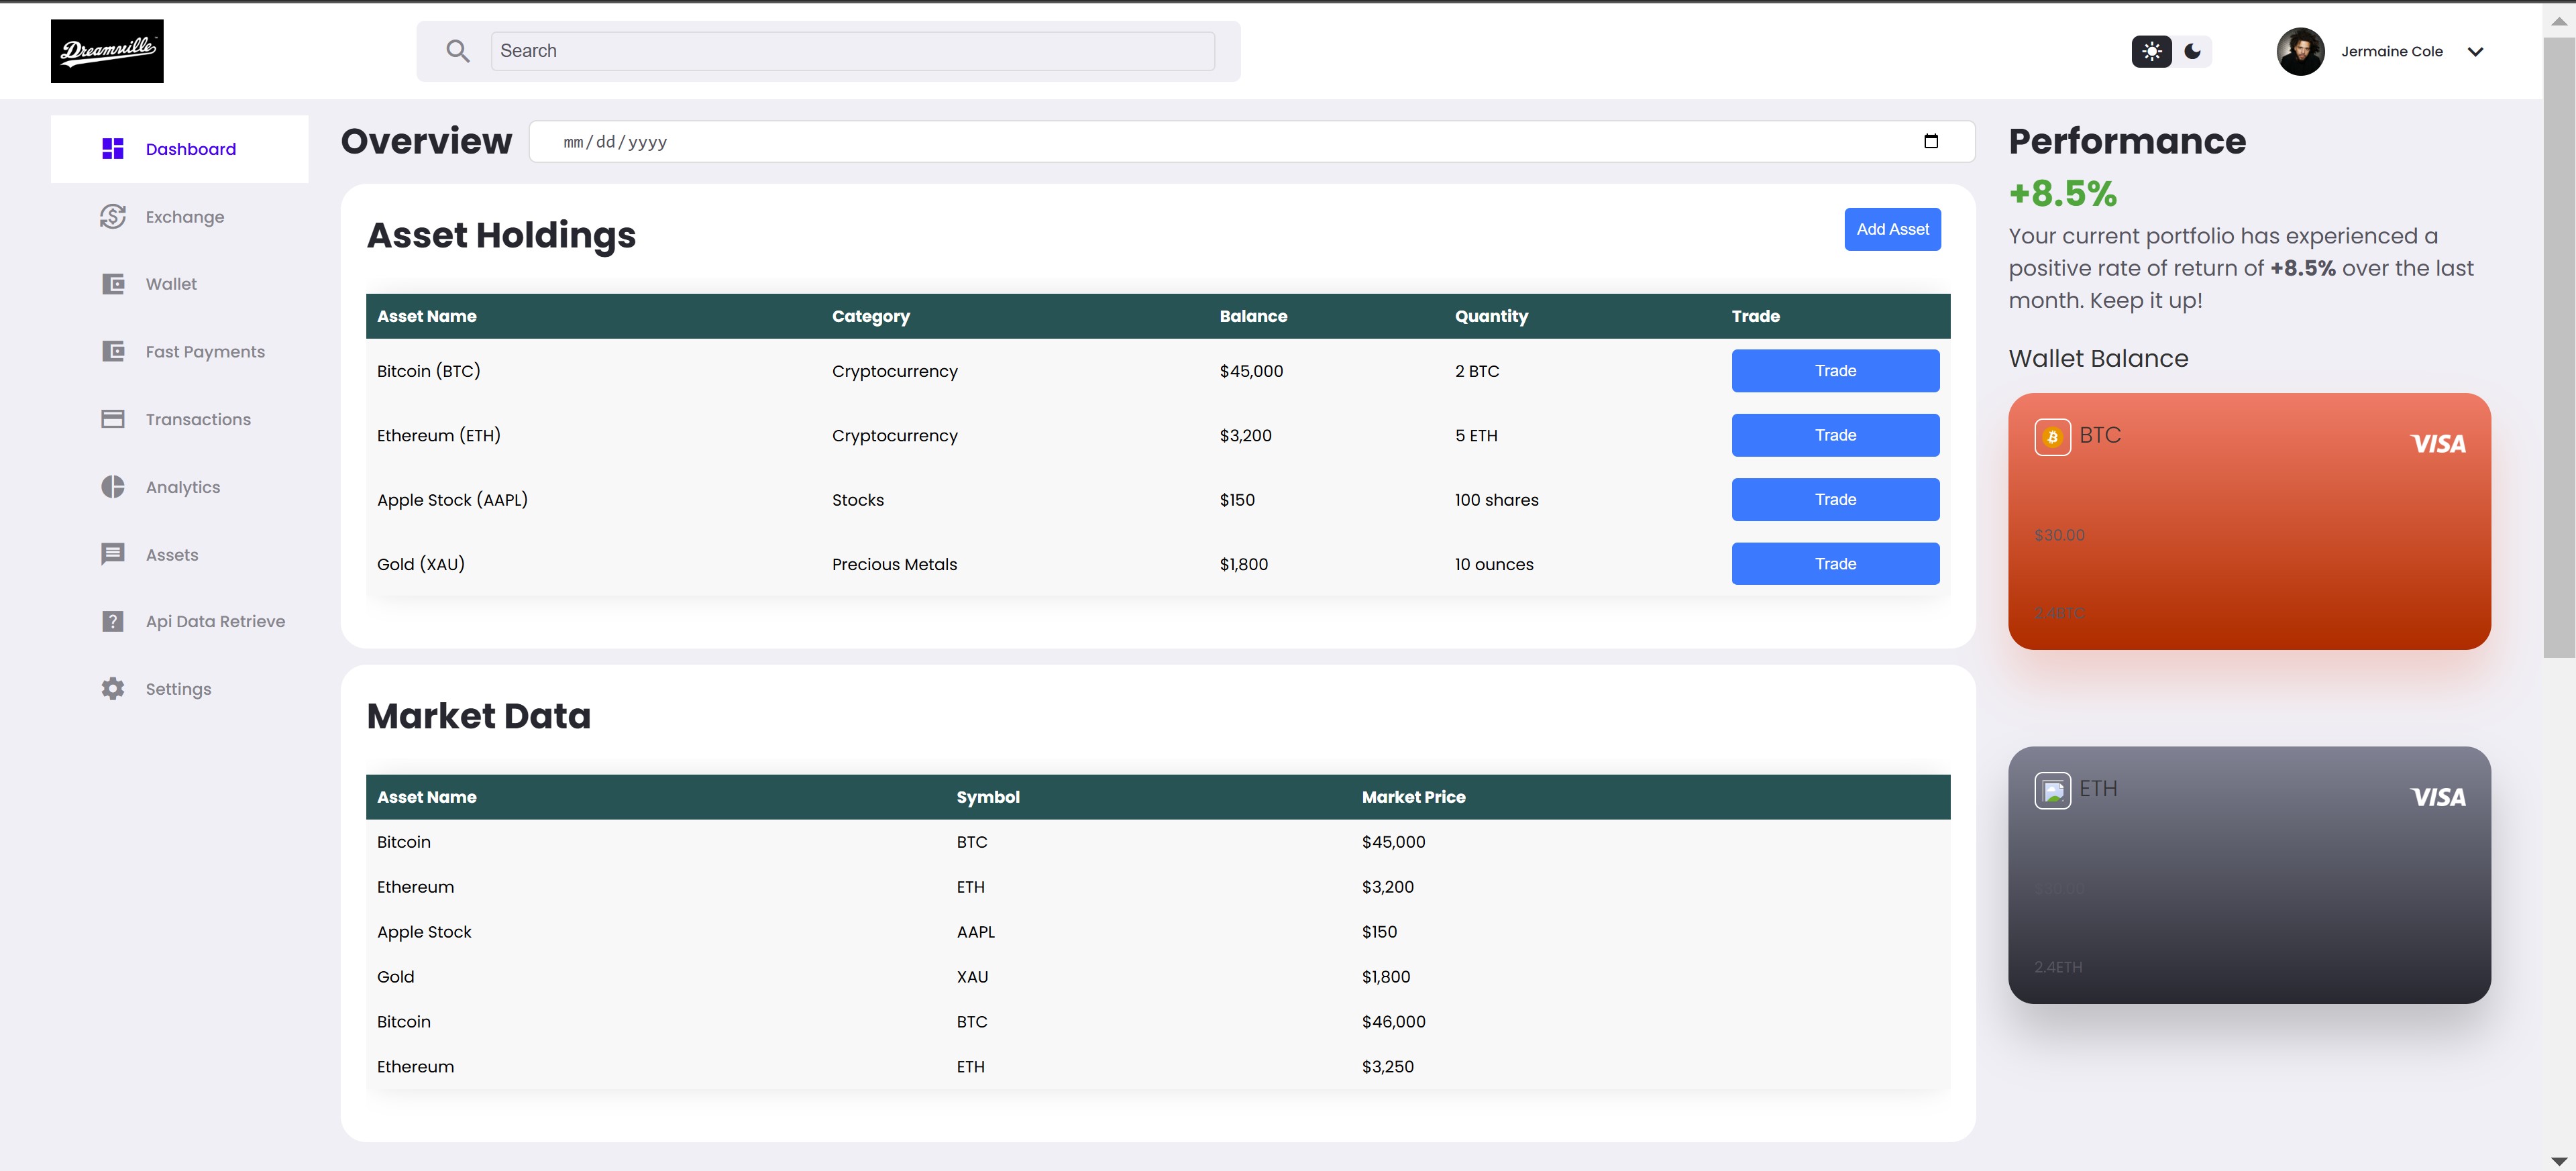 Dreamville
Search
Jermaine Cole
Dashboard
Exchange
Wallet
Fast Payments
Transactions
Analytics
Assets
Api Data Retrieve
Settings
Overview
mm/dd/yyyy
Asset Holdings
Add Asset
Asset Name Category Balance Quantity Trade
Bitcoin (BTC) Cryptocurrency $45,000 2 BTC Trade
Ethereum (ETH) Cryptocurrency $3,200 5 ETH Trade
Apple Stock (AAPL) Stocks $150 100 shares Trade
Gold (XAU) Precious Metals $1,800 10 ounces Trade
Market Data
Asset Name Symbol Market Price
Bitcoin BTC $45,000
Ethereum ETH $3,200
Apple Stock AAPL $150
Gold XAU $1,800
Bitcoin BTC $46,000
Ethereum ETH $3,250
Performance
+8.5%
Your current portfolio has experienced a
positive rate of return of +8.5% over the last
month. Keep it up!
Wallet Balance
BTC VISA
$30.00
2.4BTC
ETH VISA
$30.00
2.4ETH